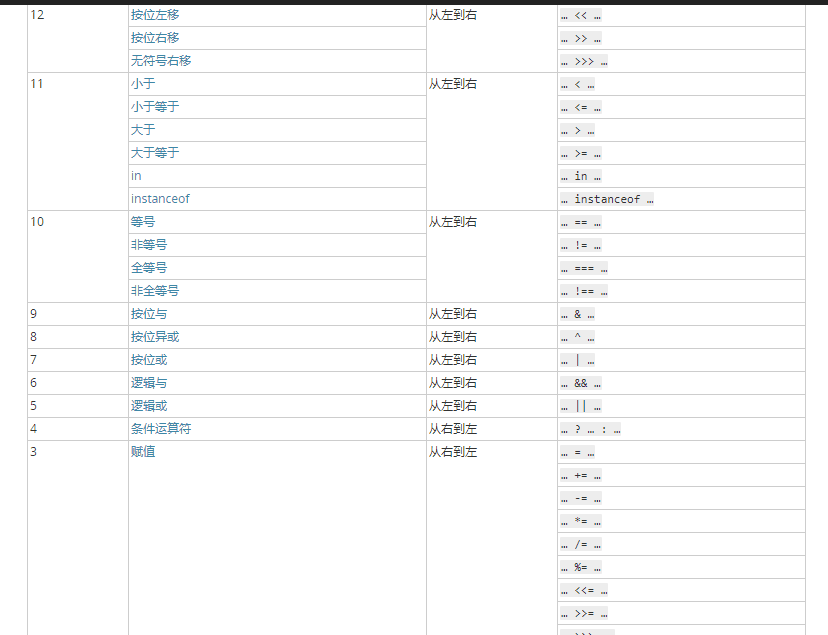 12 按位左移 从左到右 … << …
按位右移 … >> …
无符号右移 … >>> …
11 小于 从左到右 … < …
小于等于 … <= …
大于 … > …
大于等于 … >= …
in … in …
instanceof … instanceof …
10 等号 从左到右 … == …
非等号 … != …
全等号 … === …
非全等号 … !== …
9 按位与 从左到右 … & …
8 按位异或 从左到右 … ^ …
7 按位或 从左到右 … | …
6 逻辑与 从左到右 … && …
5 逻辑或 从左到右 … || …
4 条件运算符 从右到左 … ? … : …
3 赋值 从右到左 … = …
… += …
… -= …
… *= …
… /= …
… %= …
… <<= …
… >>= …